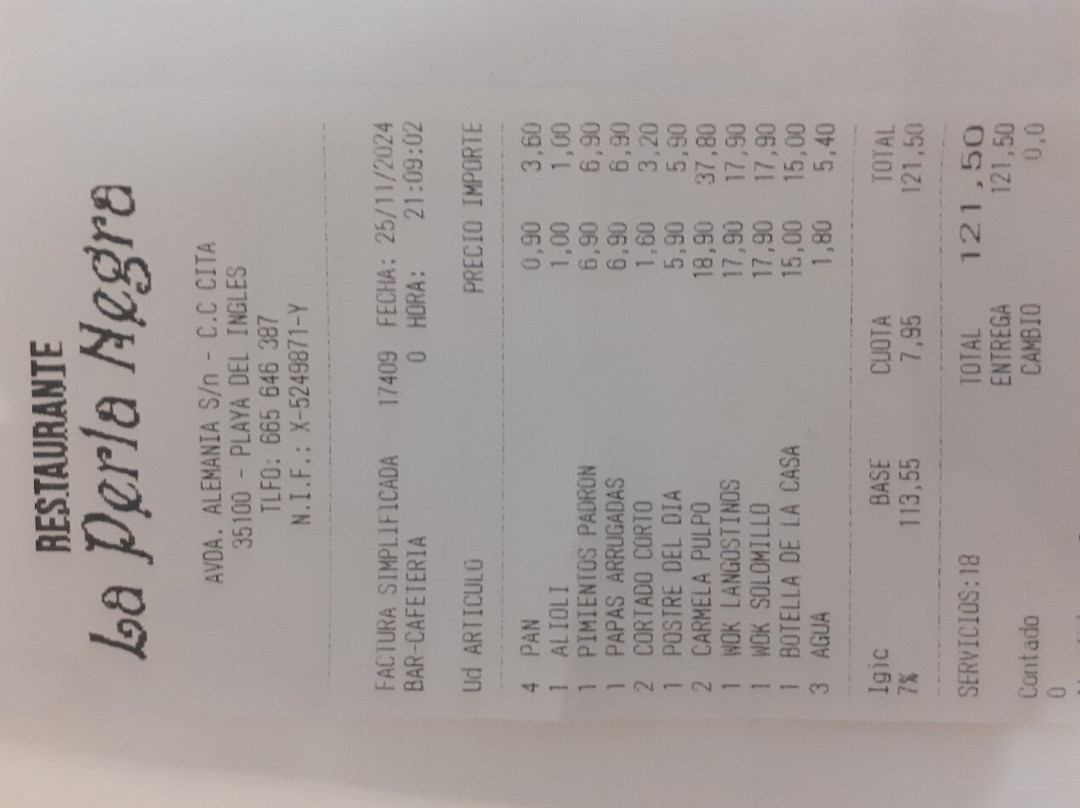 RESTAURANTE
La Perla Negra
AVDA. ALEMANIA S/n - C.C CITA
35100 - PLAYA DEL INGLES
TLFO: 665 646 387
N.I.F.: X-5249871-Y
FACTURA SIMPLIFICADA 17409 FECHA: 25/11/2024
BAR-CAFETERIA 0 HORA: 21:09:02
Ud ARTICULO PRECIO IMPORTE
4 PAN 0,90 3,60
1 ALIOLI 1,00 1,00
1 PIMIENTOS PADRON 6,90 6,90
1 PAPAS ARRUGADAS 6,90 6,90
2 CORTADO CORTO 1,60 3,20
1 POSTRE DEL DIA 5,90 5,90
2 CARMELA PULPO 18,90 37,80
1 WOK LANGOSTINOS 17,90 17,90
1 WOK SOLOMILLO 17,90 17,90
1 BOTELLA DE LA CASA 15,00 15,00
3 AGUA 1,80 5,40
Igic BASE CUOTA TOTAL
7% 113,55 7,95 121,50
SERVICIOS:18 TOTAL 121,50
ENTREGA 121,50
Contado CAMBIO 0,0
0